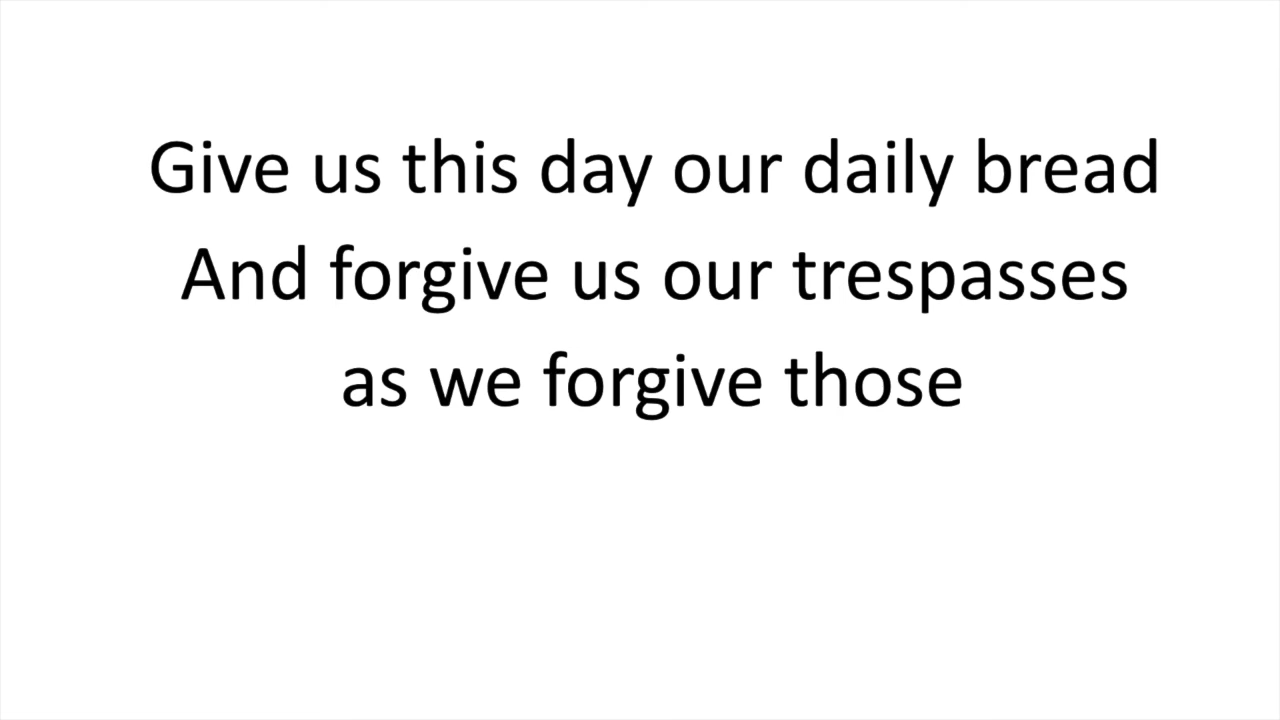 Give us this day our daily bread
And forgive us our trespasses
as we forgive those